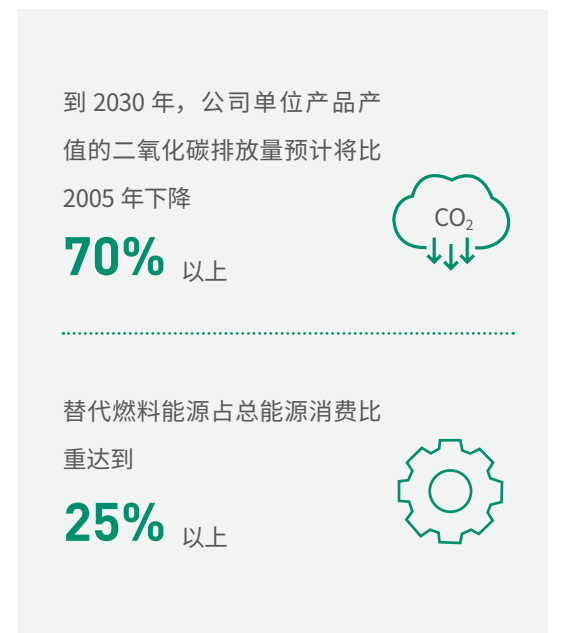 到 2030 年，公司单位产品产
值的二氧化碳排放量预计将比
2005 年下降
70% 以上
CO₂
替代燃料能源占总能源消费比
重达到
25% 以上